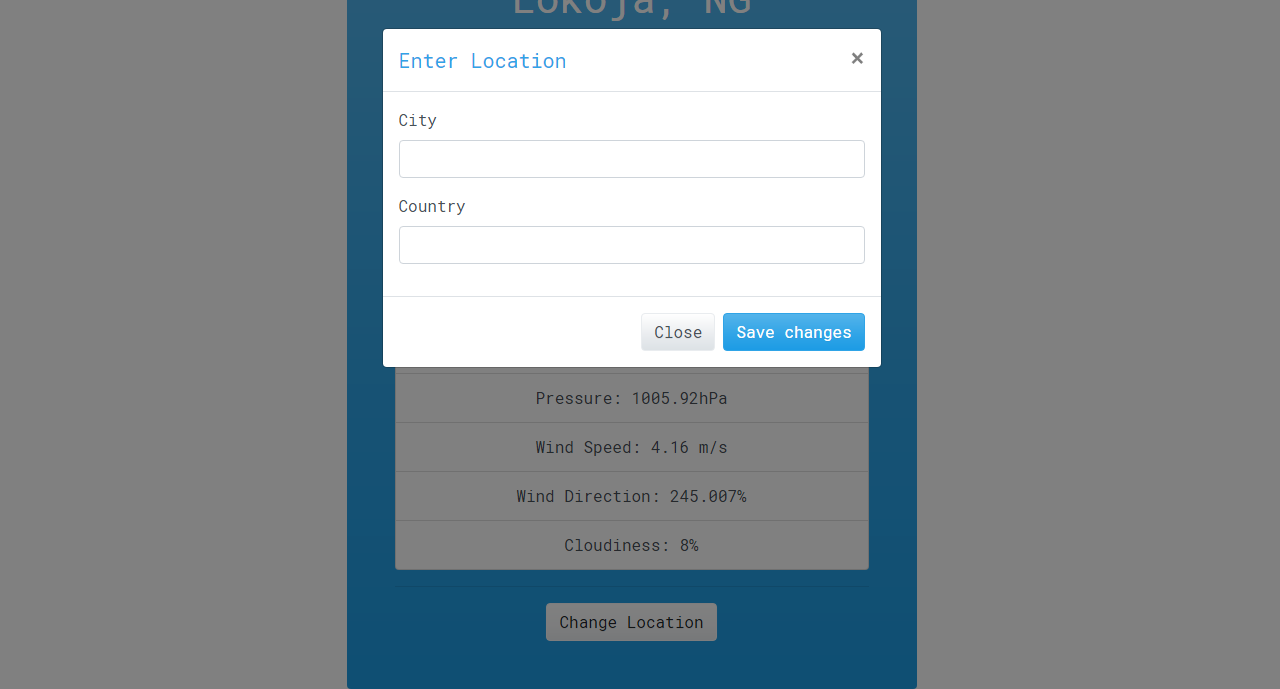 Lokoja, NG
Enter Location ×
City
Country
Close Save changes
Pressure: 1005.92hPa
Wind Speed: 4.16 m/s
Wind Direction: 245.007%
Cloudiness: 8%
Change Location